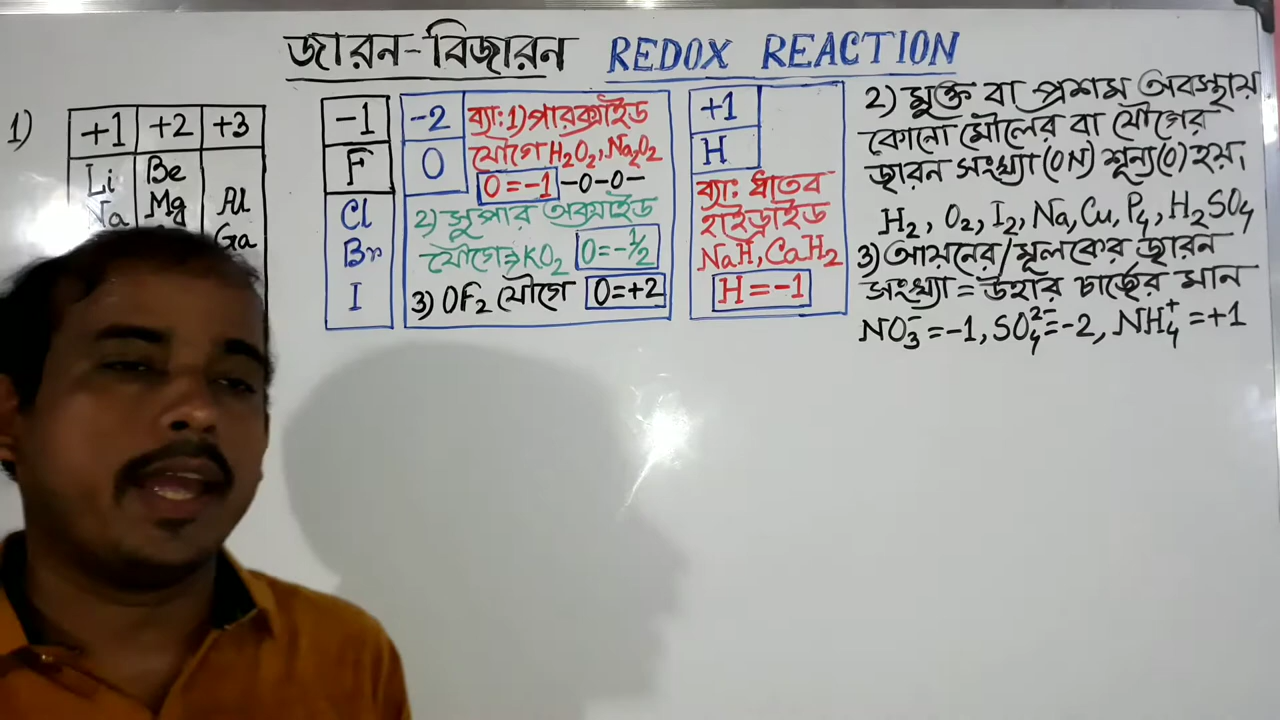 জারন-বিজারন REDOX REACTION
1)
+1 +2 +3
Li Be
Na Mg Al
Ga
-1
F
Cl
Br
I
-2
O
ব্যা:1) পারক্সাইড
যৌগে H₂O₂, Na₂O₂
O=-1 -O-O-
2) সুপার অক্সাইড
যৌগে⇒KO₂ O=-½
3) OF₂ যৌগে O=+2
+1
H
ব্যা: ধাতব
হাইড্রাইড
NaH, CaH₂
H=-1
2) মুক্ত বা প্রশম অবস্থায়
কোনো মৌলের বা যৌগের
জারন সংখ্যা(ON) শূন্য(0) হয়।
H₂, O₂, I₂, Na, Cu, P₄, H₂SO₄
3) আয়নের/মূলকের জারন
সংখ্যা = উহার চার্জের মান
NO₃⁻=-1, SO₄²⁻=-2, NH₄⁺=+1